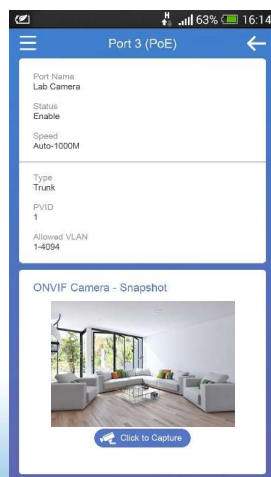 H
63% 16:14
Port 3 (PoE)
Port Name
Lab Camera
Status
Enable
Speed
Auto-1000M
Type
Trunk
PVID
1
Allowed VLAN
1-4094
ONVIF Camera - Snapshot
Click to Capture